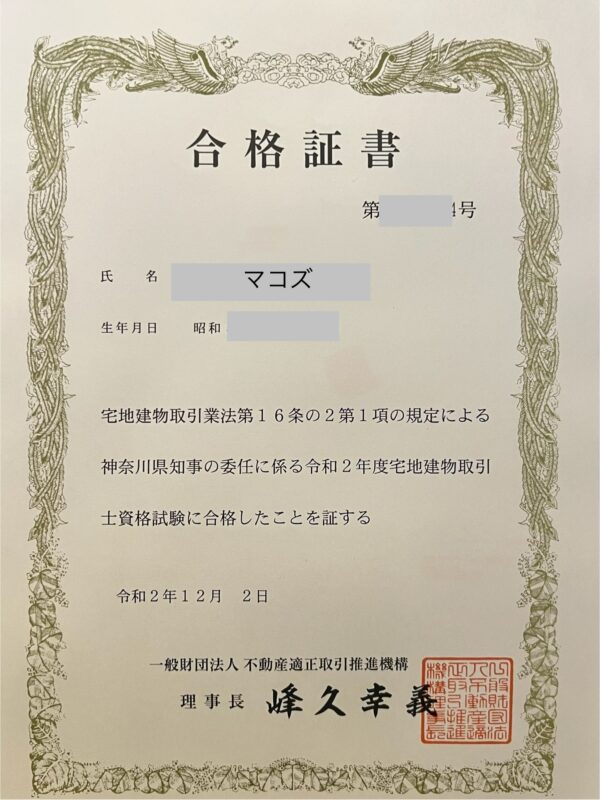 合格証書
第 4号
氏 名 マコズ
生年月日 昭和
宅地建物取引業法第16条の2第1項の規定による
神奈川県知事の委任に係る令和2年度宅地建物取引
士資格試験に合格したことを証する
令和2年12月 2日
一般財団法人 不動産適正取引推進機構
理事長 峰久幸義